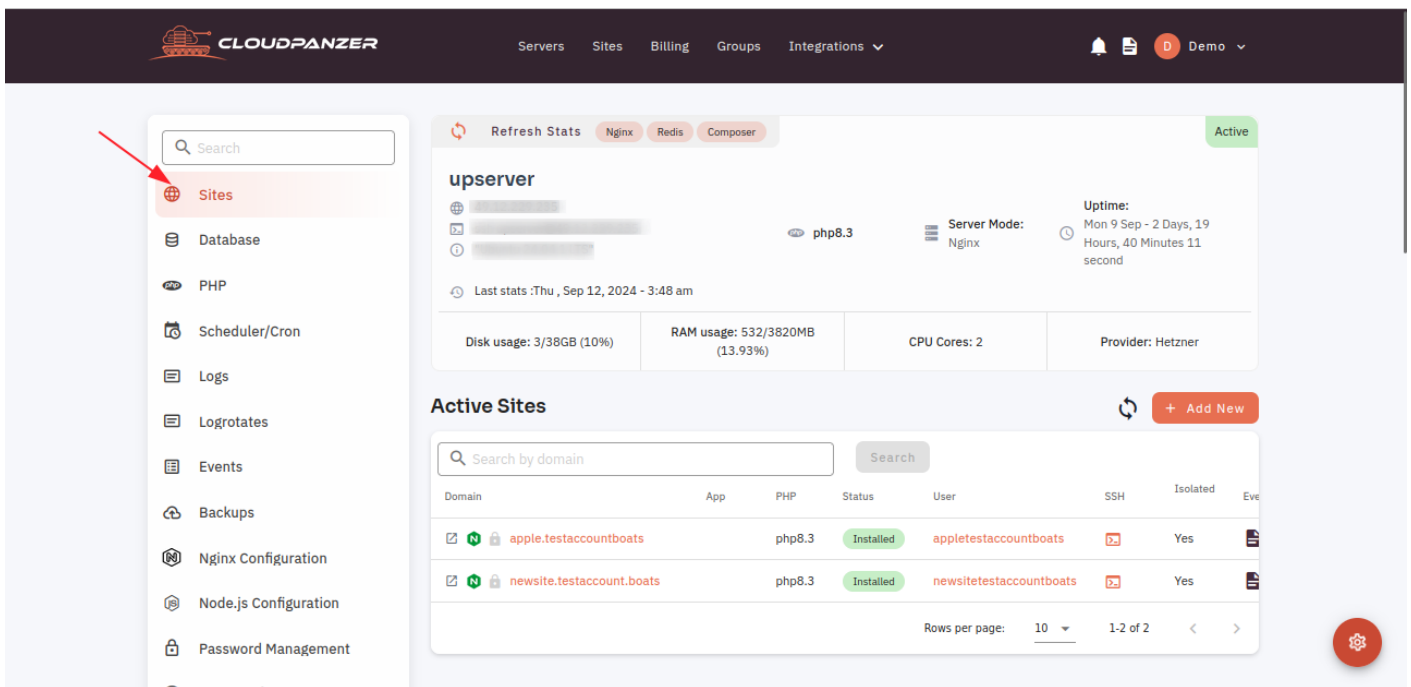 CLOUDPANZER
Servers Sites Billing Groups Integrations
D Demo
Search
Sites
Database
php PHP
Scheduler/Cron
Logs
Logrotates
Events
Backups
Nginx Configuration
JS Node.js Configuration
Password Management
Refresh Stats Nginx Redis Composer Active
upserver
php php8.3
Server Mode:
Nginx
Uptime:
Mon 9 Sep - 2 Days, 19
Hours, 40 Minutes 11
second
Last stats :Thu , Sep 12, 2024 - 3:48 am
Disk usage: 3/38GB (10%)
RAM usage: 532/3820MB
(13.93%)
CPU Cores: 2
Provider: Hetzner
Active Sites
+ Add New
Search by domain Search
Domain App PHP Status User SSH Isolated Eve
N apple.testaccountboats php8.3 Installed appletestaccountboats Yes
N newsite.testaccount.boats php8.3 Installed newsitetestaccountboats Yes
Rows per page: 10 1-2 of 2